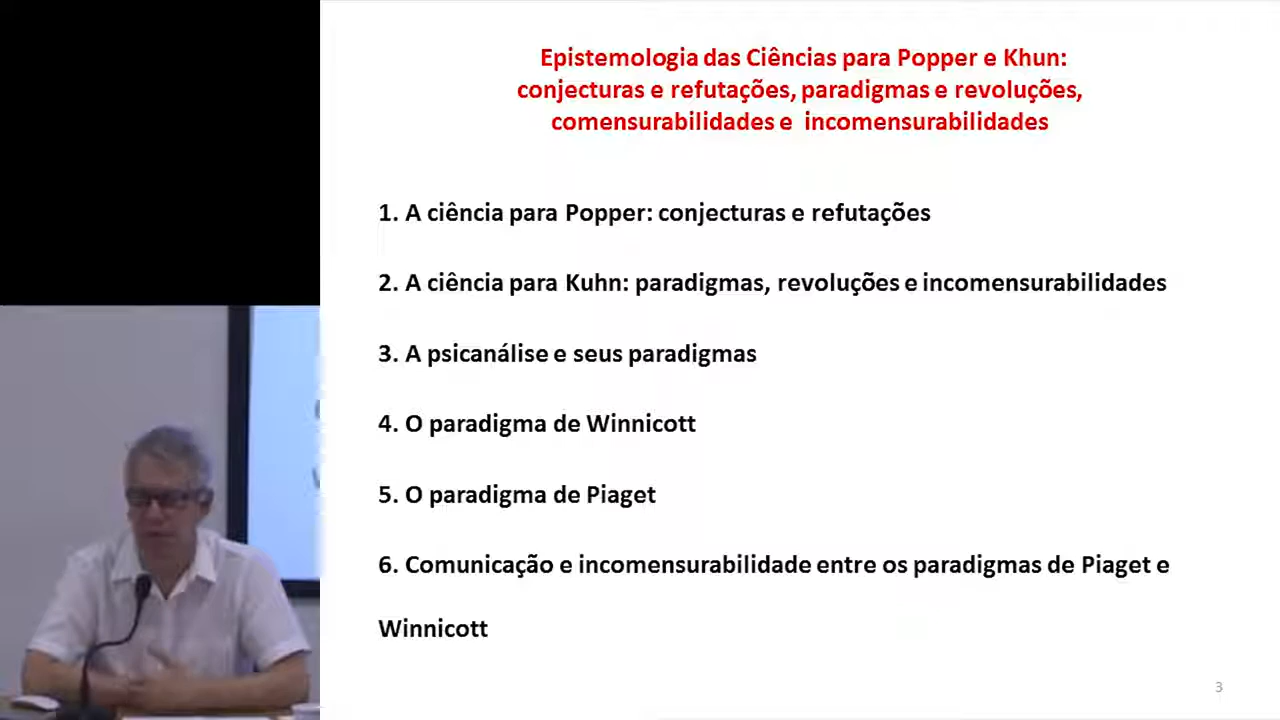 Epistemologia das Ciências para Popper e Khun:
conjecturas e refutações, paradigmas e revoluções,
comensurabilidades e incomensurabilidades
1. A ciência para Popper: conjecturas e refutações
2. A ciência para Kuhn: paradigmas, revoluções e incomensurabilidades
3. A psicanálise e seus paradigmas
4. O paradigma de Winnicott
5. O paradigma de Piaget
6. Comunicação e incomensurabilidade entre os paradigmas de Piaget e
Winnicott
3